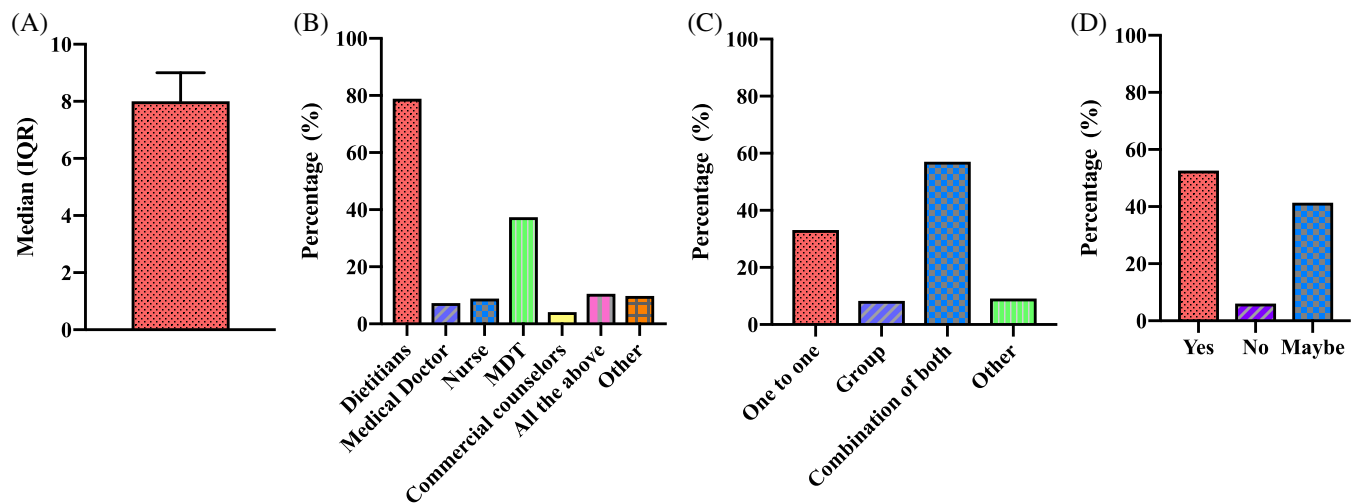 (A)
Median (IQR)
10
8
6
4
2
0
(B)
Percentage (%)
100
80
60
40
20
0
Dietitians
Medical Doctor
Nurse
MDT
Commercial counselors
All the above
Other
(C)
Percentage (%)
100
80
60
40
20
0
One to one
Group
Combination of both
Other
(D)
Percentage (%)
100
80
60
40
20
0
Yes
No
Maybe